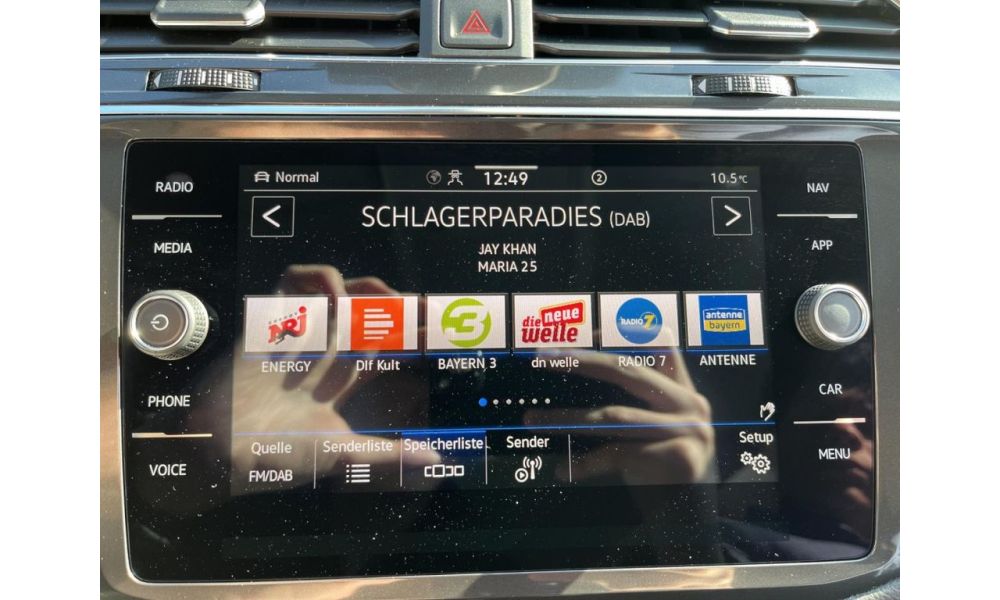 RADIO
MEDIA
PHONE
VOICE
Normal
12:49
2
10.5°C
SCHLAGERPARADIES (DAB)
JAY KHAN
MARIA 25
NRJ
3
die neue
welle
RADIO 7
antenne
bayern
ENERGY
Dlf Kult
BAYERN 3
dn welle
RADIO 7
ANTENNE
Quelle
FM/DAB
Senderliste
Speicherliste
Sender
Setup
NAV
APP
CAR
MENU